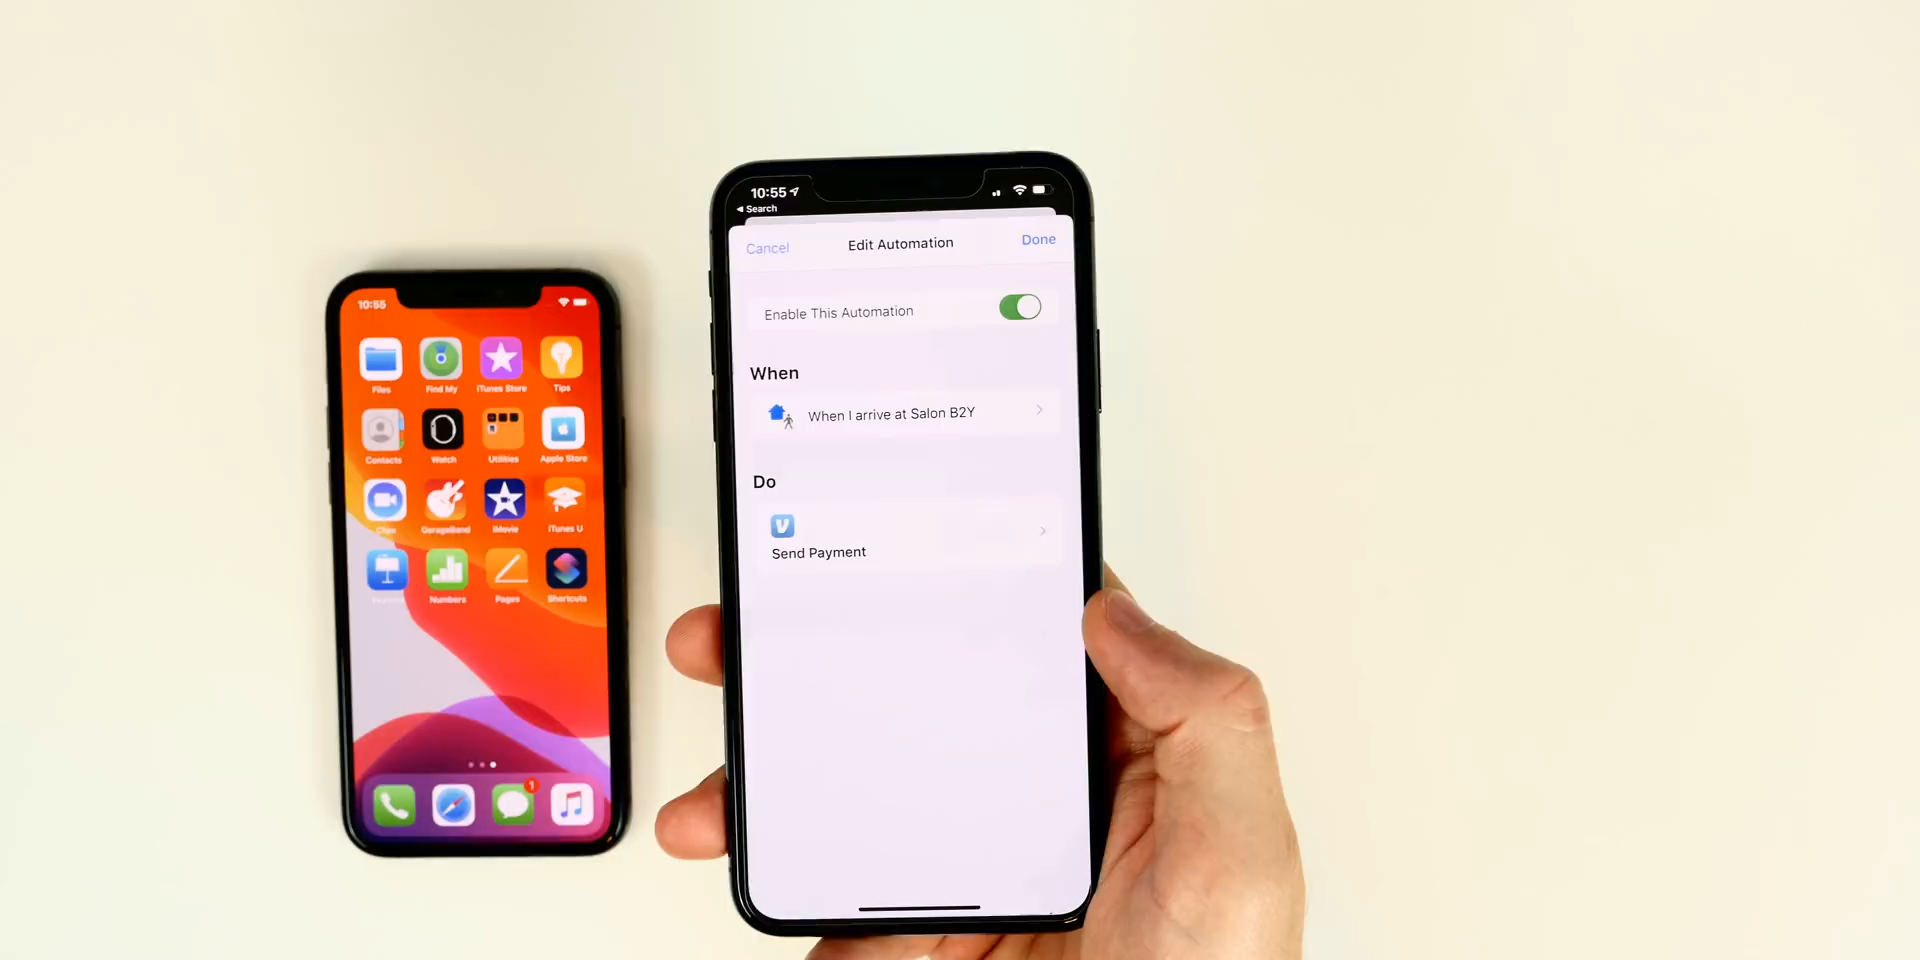 10:55
Files
Find My
iTunes Store
Tips
Contacts
Watch
Utilities
Apple Store
Clips
GarageBand
iMovie
iTunes U
Numbers
Pages
Shortcuts
1
10:55
Search
Cancel
Edit Automation
Done
Enable This Automation
When
When I arrive at Salon B2Y
Do
Send Payment